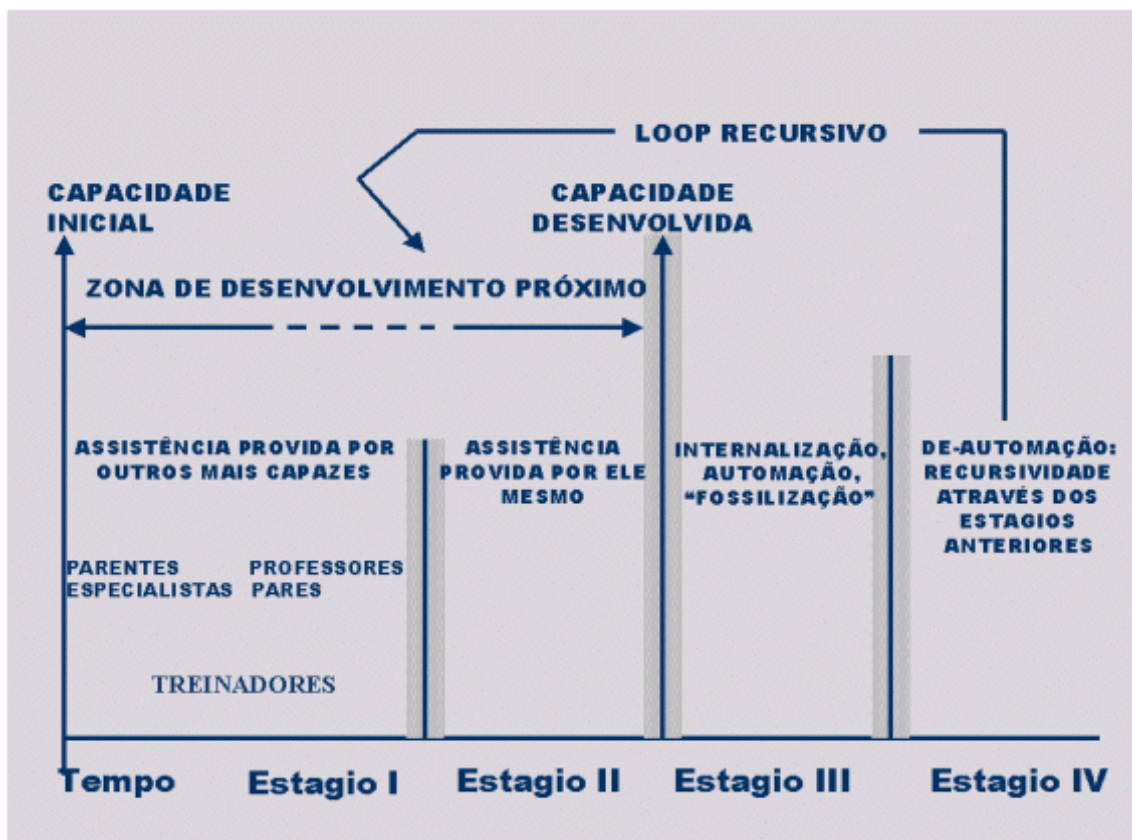 LOOP RECURSIVO
CAPACIDADE
INICIAL
CAPACIDADE
DESENVOLVIDA
ZONA DE DESENVOLVIMENTO PRÓXIMO
ASSISTÊNCIA PROVIDA POR
OUTROS MAIS CAPAZES
ASSISTÊNCIA
PROVIDA POR ELE
MESMO
INTERNALIZAÇÃO,
AUTOMAÇÃO,
“FOSSILIZAÇÃO”
DE-AUTOMAÇÃO:
RECURSIVIDADE
ATRAVÉS DOS
ESTAGIOS
ANTERIORES
PARENTES PROFESSORES
ESPECIALISTAS PARES
TREINADORES
Tempo Estagio I Estagio II Estagio III Estagio IV